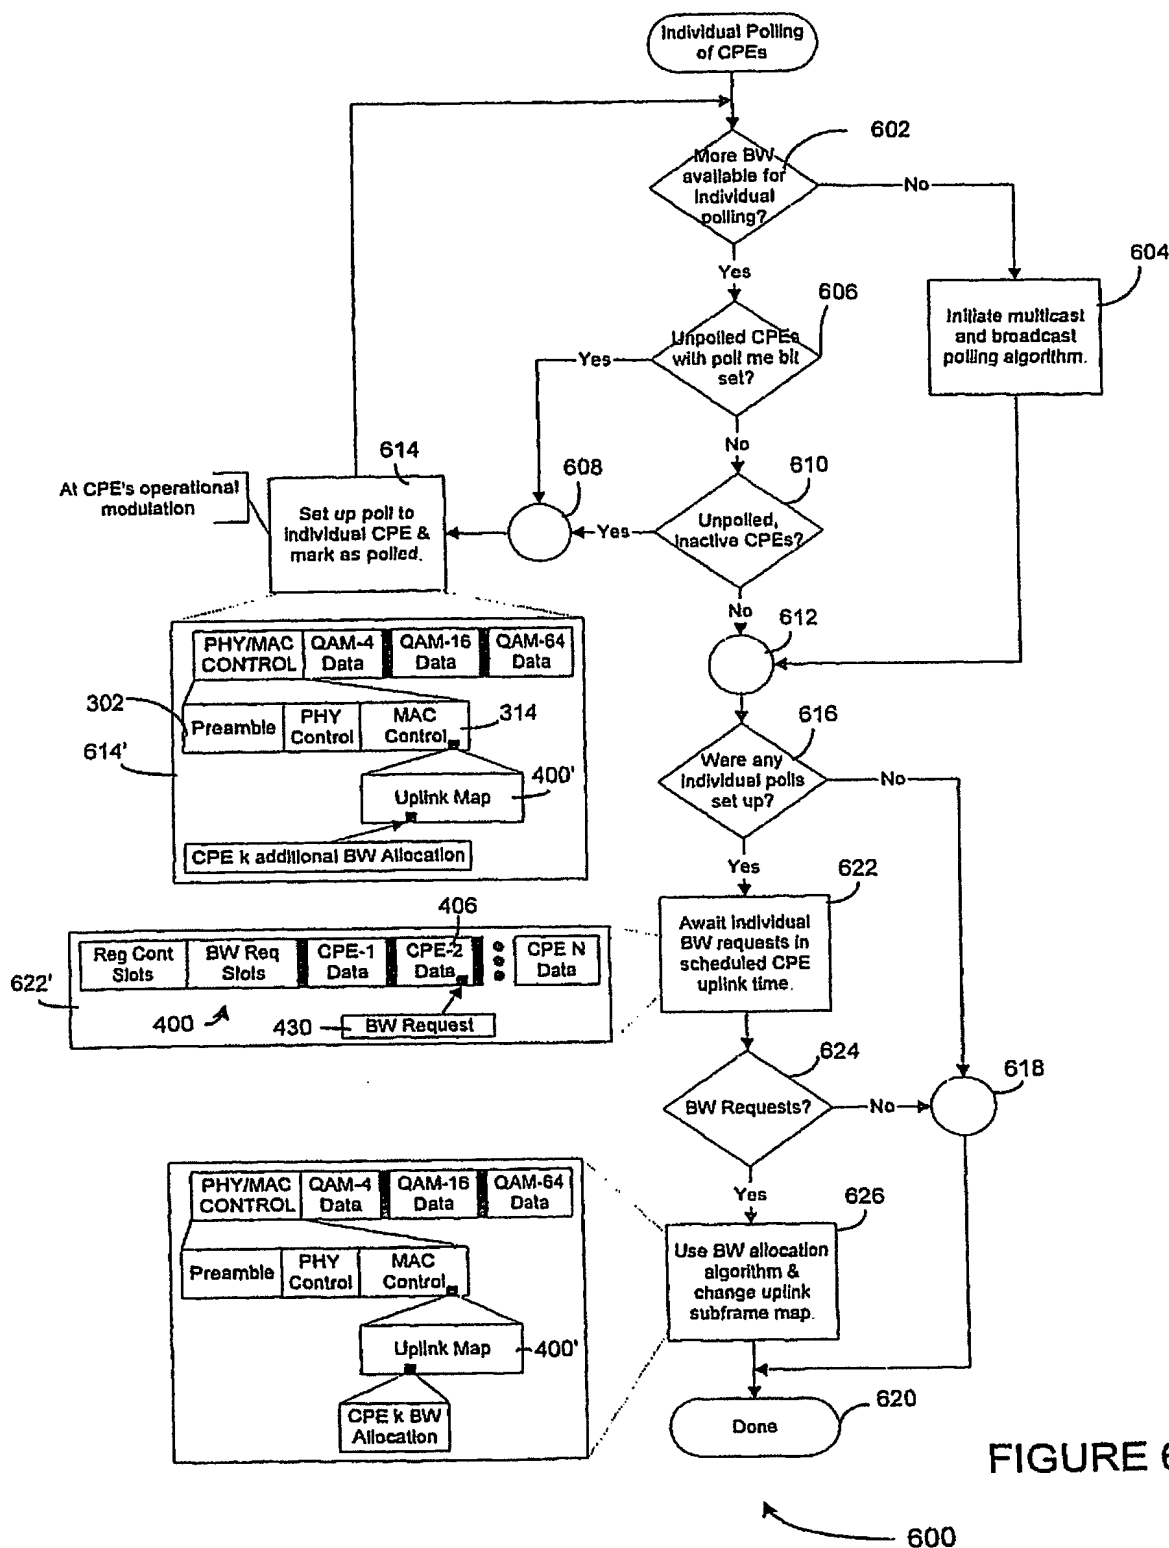 Individual Polling
of CPEs
602
More BW
available for
individual
polling?
No
604
Yes
606
Initiate multicast
and broadcast
polling algorithm.
Unpolled CPEs
with poll me bit
set?
Yes
No
614
608
610
At CPE's operational
modulation
Set up poll to
individual CPE &
mark as polled.
Unpolled,
inactive CPEs?
Yes
No
612
PHY/MAC
CONTROL
QAM-4
Data
QAM-16
Data
QAM-64
Data
302
Preamble
PHY
Control
MAC
Control
314
614'
Uplink Map
400'
CPE k additional BW Allocation
616
Were any
individual polls
set up?
No
Yes
622
Await individual
BW requests in
scheduled CPE
uplink time.
406
Reg Cont
Slots
BW Req
Slots
CPE-1
Data
CPE-2
Data
CPE N
Data
622'
400
430
BW Request
624
BW Requests?
No
618
Yes
626
PHY/MAC
CONTROL
QAM-4
Data
QAM-16
Data
QAM-64
Data
Preamble
PHY
Control
MAC
Control
Uplink Map
400'
CPE k BW
Allocation
Use BW allocation
algorithm &
change uplink
subframe map.
Done
620
FIGURE 6
600